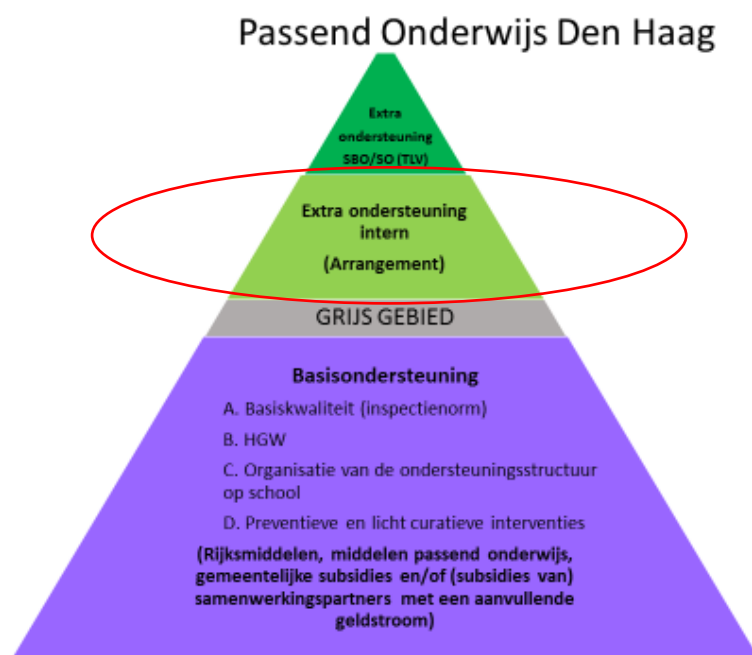 Passend Onderwijs Den Haag
Extra
ondersteuning
SBO/SO (TLV)
Extra ondersteuning
intern
(Arrangement)
GRIJS GEBIED
Basisondersteuning
A. Basiskwaliteit (inspectienorm)
B. HGW
C. Organisatie van de ondersteuningsstructuur
op school
D. Preventieve en licht curatieve interventies
(Rijksmiddelen, middelen passend onderwijs,
gemeentelijke subsidies en/of (subsidies van)
samenwerkingspartners met een aanvullende
geldstroom)